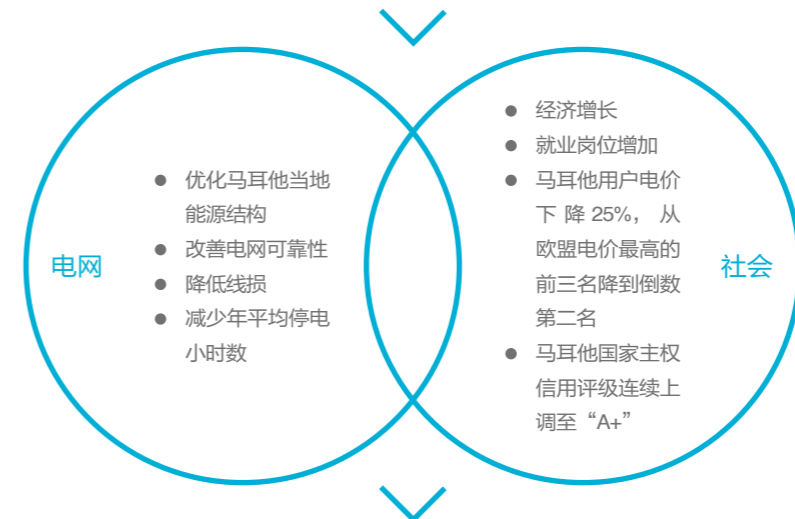 电网
● 优化马耳他当地
能源结构
● 改善电网可靠性
● 降低线损
● 减少年平均停电
小时数
● 经济增长
● 就业岗位增加
● 马耳他用户电价
下 降 25%， 从
欧盟电价最高的
前三名降到倒数
第二名
● 马耳他国家主权
信用评级连续上
调至“A+”
社会